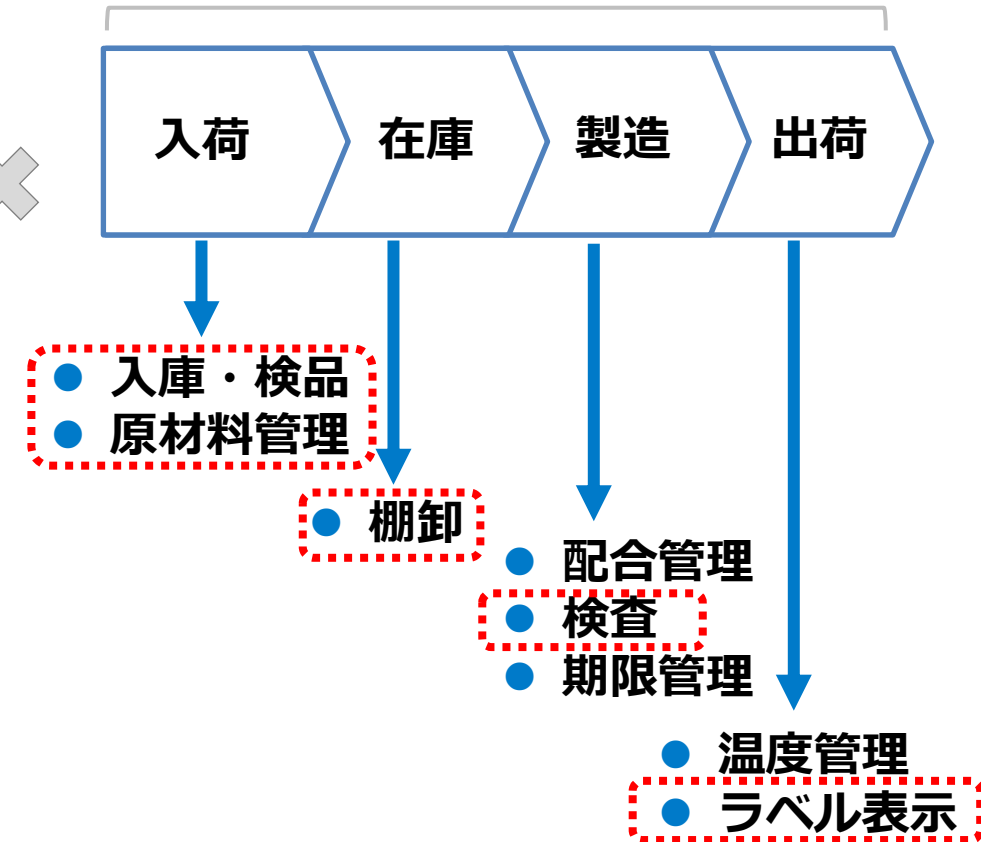 入荷
在庫
製造
出荷
● 入庫・検品
● 原材料管理
● 棚卸
● 配合管理
● 検査
● 期限管理
● 温度管理
● ラベル表示